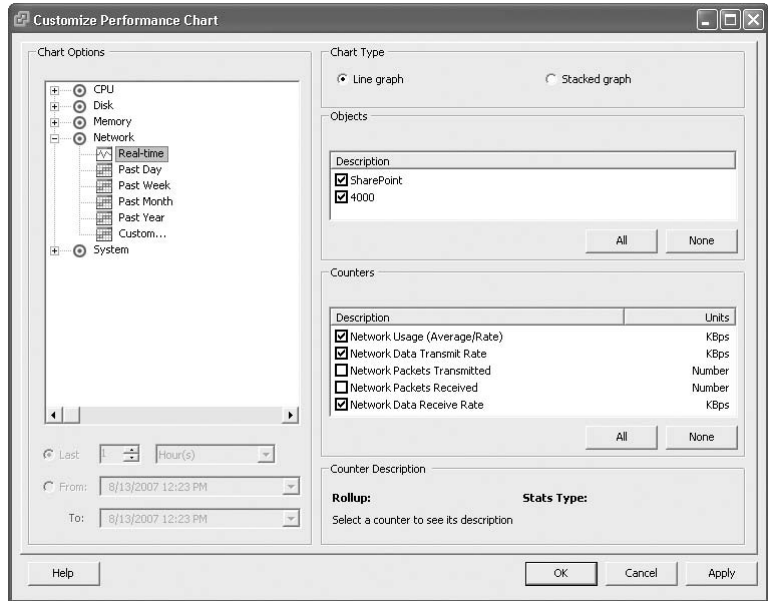 Customize Performance Chart
Chart Options
CPU
Disk
Memory
Network
Real-time
Past Day
Past Week
Past Month
Past Year
Custom...
System
Last 1 Hour(s)
From: 8/13/2007 12:23 PM
To: 8/13/2007 12:23 PM
Chart Type
Line graph Stacked graph
Objects
Description
SharePoint
4000
All None
Counters
Description Units
Network Usage (Average/Rate) KBps
Network Data Transmit Rate KBps
Network Packets Transmitted Number
Network Packets Received Number
Network Data Receive Rate KBps
All None
Counter Description
Rollup: Stats Type:
Select a counter to see its description
Help OK Cancel Apply